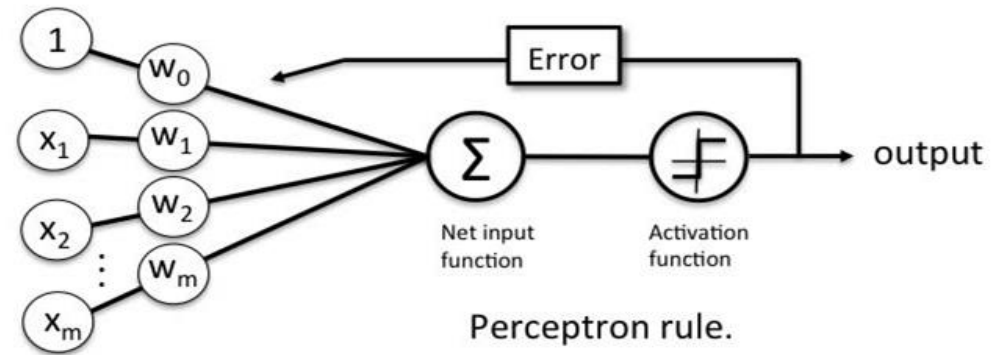 1
w₀
Error
x₁
w₁
Σ
output
x₂
w₂
Net input
function
Activation
function
⋮
wₘ
xₘ
Perceptron rule.